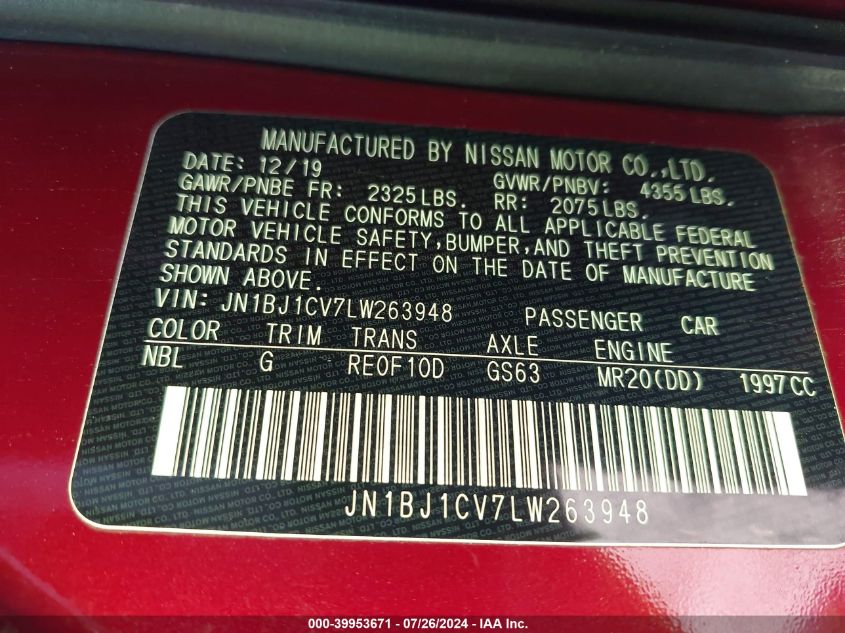 MANUFACTURED BY NISSAN MOTOR CO.,LTD.
DATE: 12/19 GVWR/PNBV: 4355 LBS.
GAWR/PNBE FR: 2325 LBS. RR: 2075 LBS.
THIS VEHICLE CONFORMS TO ALL APPLICABLE FEDERAL
MOTOR VEHICLE SAFETY, BUMPER, AND THEFT PREVENTION
STANDARDS IN EFFECT ON THE DATE OF MANUFACTURE
SHOWN ABOVE.
VIN: JN1BJ1CV7LW263948 PASSENGER CAR
COLOR TRIM TRANS AXLE ENGINE
NBL G RE0F10D GS63 MR20(DD) 1997CC
JN1BJ1CV7LW263948
000-39953671 / 07/26/2024 - IAA Inc.